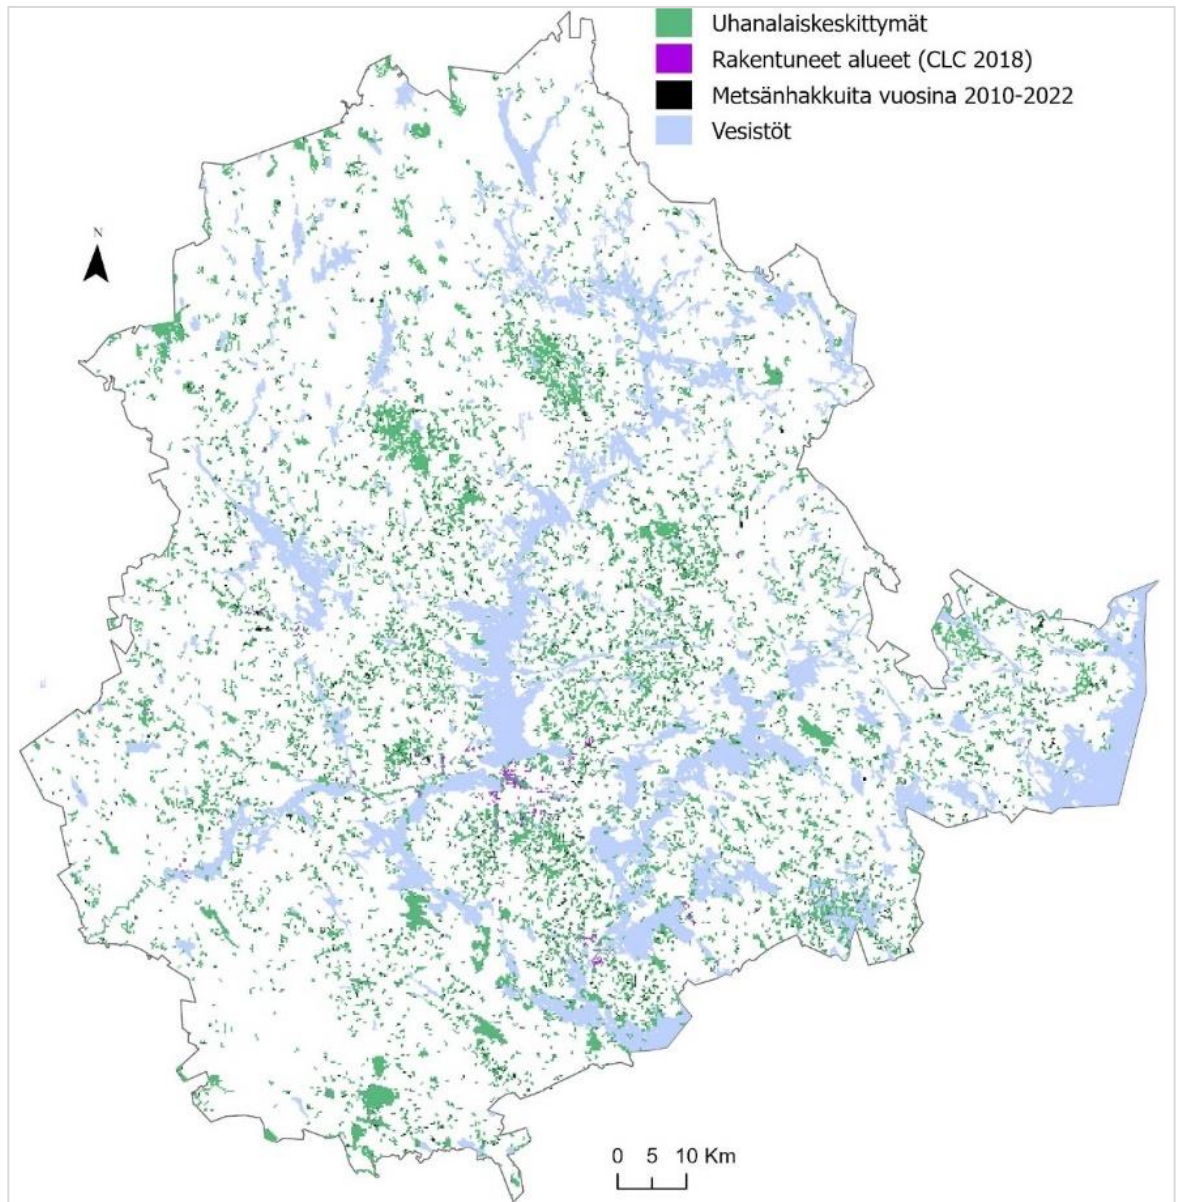 Uhanalaiskeskittymät
Rakentuneet alueet (CLC 2018)
Metsänhakkuita vuosina 2010-2022
Vesistöt
N
0 5 10 Km